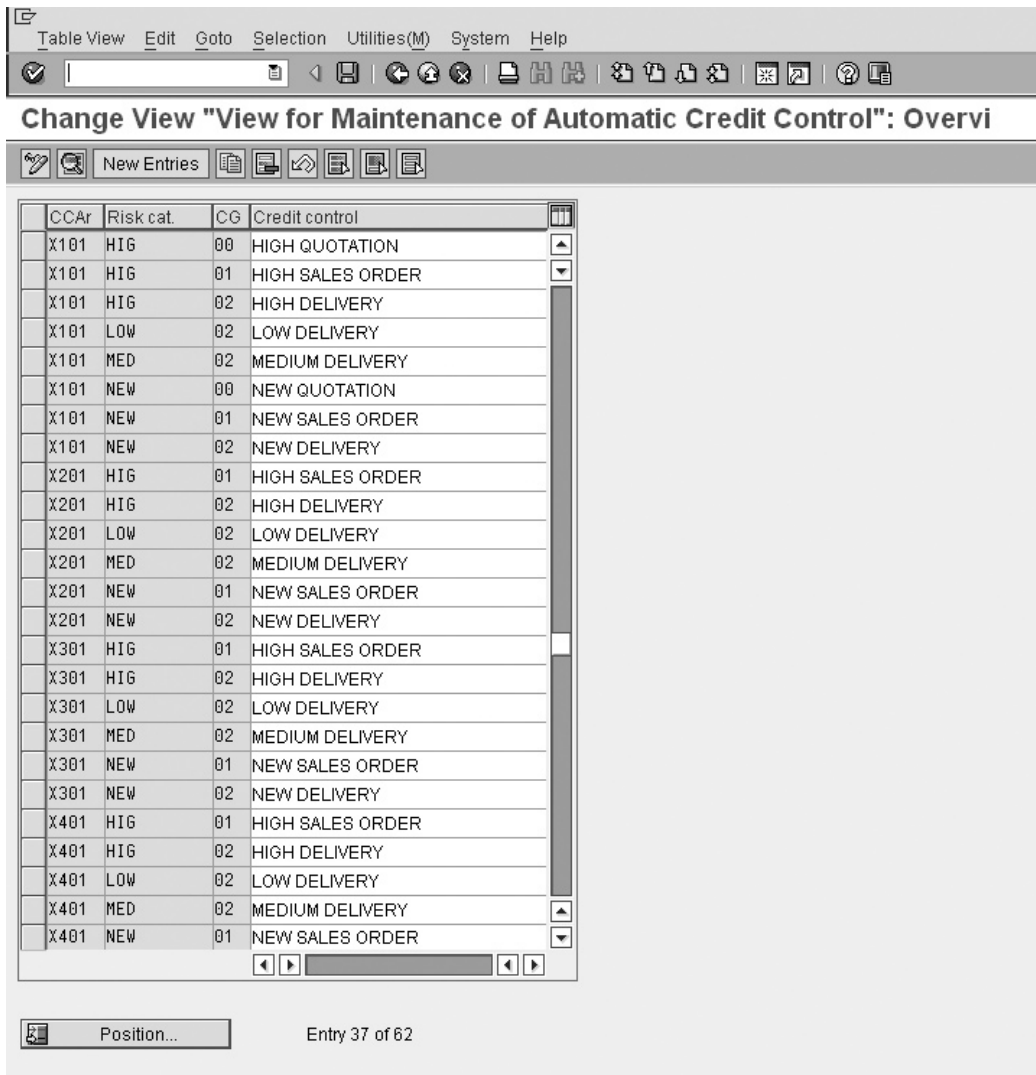 Table View Edit Goto Selection Utilities(M) System Help
Change View "View for Maintenance of Automatic Credit Control": Overvi
New Entries
CCAr Risk cat. CG Credit control
X101 HIG 00 HIGH QUOTATION
X101 HIG 01 HIGH SALES ORDER
X101 HIG 02 HIGH DELIVERY
X101 LOW 02 LOW DELIVERY
X101 MED 02 MEDIUM DELIVERY
X101 NEW 00 NEW QUOTATION
X101 NEW 01 NEW SALES ORDER
X101 NEW 02 NEW DELIVERY
X201 HIG 01 HIGH SALES ORDER
X201 HIG 02 HIGH DELIVERY
X201 LOW 02 LOW DELIVERY
X201 MED 02 MEDIUM DELIVERY
X201 NEW 01 NEW SALES ORDER
X201 NEW 02 NEW DELIVERY
X301 HIG 01 HIGH SALES ORDER
X301 HIG 02 HIGH DELIVERY
X301 LOW 02 LOW DELIVERY
X301 MED 02 MEDIUM DELIVERY
X301 NEW 01 NEW SALES ORDER
X301 NEW 02 NEW DELIVERY
X401 HIG 01 HIGH SALES ORDER
X401 HIG 02 HIGH DELIVERY
X401 LOW 02 LOW DELIVERY
X401 MED 02 MEDIUM DELIVERY
X401 NEW 01 NEW SALES ORDER
Position... Entry 37 of 62